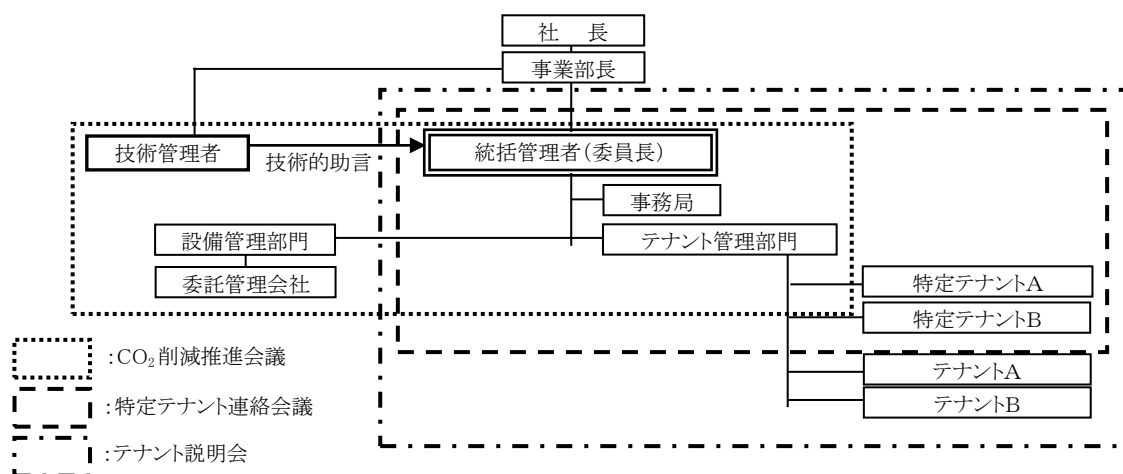 社　長
事業部長
技術管理者
技術的助言
統括管理者（委員長）
事務局
設備管理部門
テナント管理部門
委託管理会社
特定テナントA
特定テナントB
:CO₂削減推進会議
テナントA
:特定テナント連絡会議
テナントB
:テナント説明会